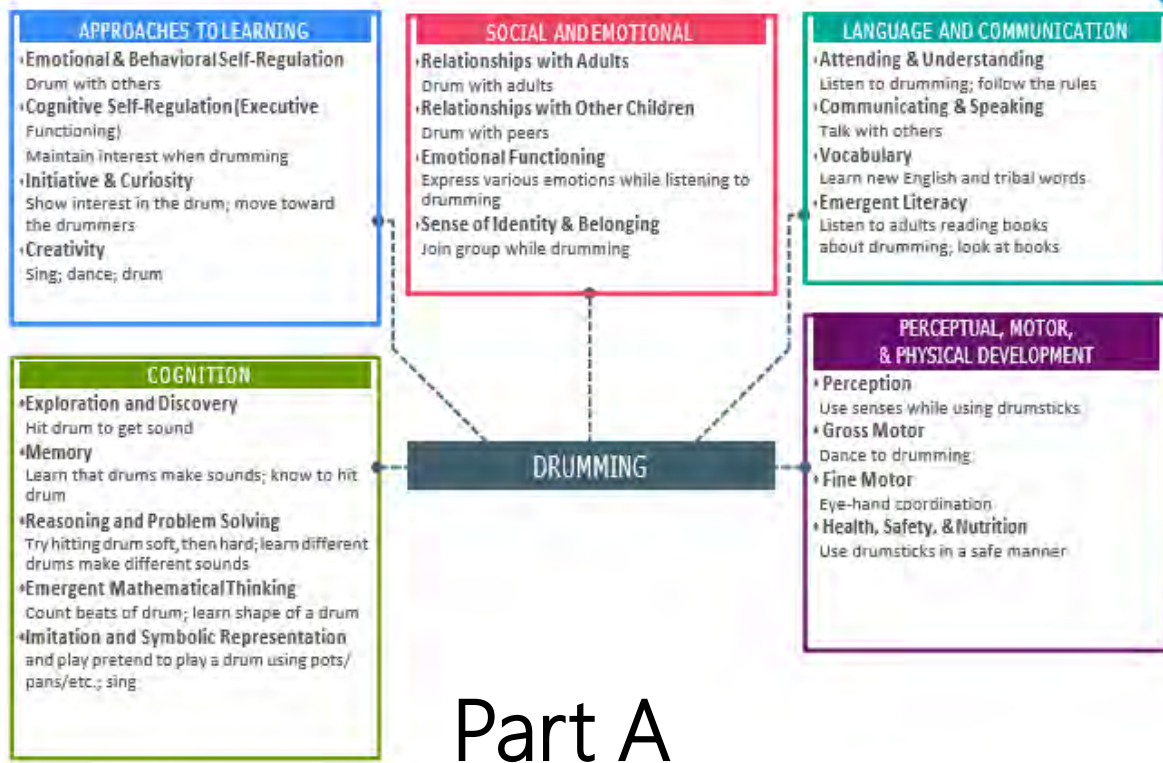 APPROACHES TO LEARNING
Emotional & Behavioral Self-Regulation
Drum with others
Cognitive Self-Regulation (Executive
Functioning)
Maintain interest when drumming
Initiative & Curiosity
Show interest in the drum; move toward
the drummers
Creativity
Sing; dance; drum
SOCIAL AND EMOTIONAL
Relationships with Adults
Drum with adults
Relationships with Other Children
Drum with peers
Emotional Functioning
Express various emotions while listening to
drumming
Sense of Identity & Belonging
Join group while drumming
LANGUAGE AND COMMUNICATION
Attending & Understanding
Listen to drumming; follow the rules
Communicating & Speaking
Talk with others
Vocabulary
Learn new English and tribal words
Emergent Literacy
Listen to adults reading books
about drumming; look at books
COGNITION
Exploration and Discovery
Hit drum to get sound
Memory
Learn that drums make sounds; know to hit
drum
Reasoning and Problem Solving
Try hitting drum soft, then hard; learn different
drums make different sounds
Emergent Mathematical Thinking
Count beats of drum; learn shape of a drum
Imitation and Symbolic Representation
and play pretend to play a drum using pots/
pans/etc.; sing
DRUMMING
PERCEPTUAL, MOTOR,
& PHYSICAL DEVELOPMENT
Perception
Use senses while using drumsticks
Gross Motor
Dance to drumming
Fine Motor
Eye-hand coordination
Health, Safety, & Nutrition
Use drumsticks in a safe manner
Part A